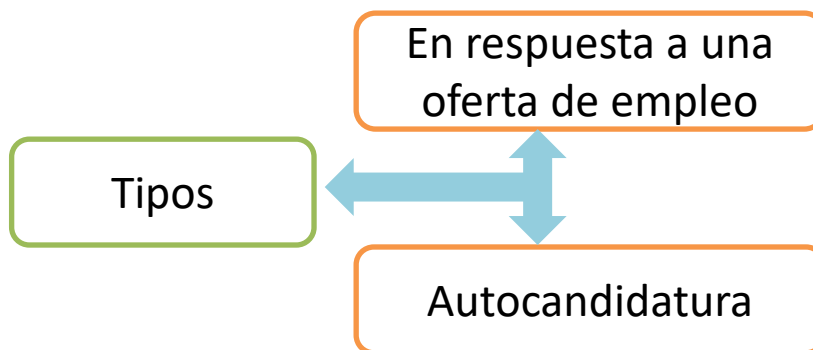 En respuesta a una
oferta de empleo
Tipos
Autocandidatura